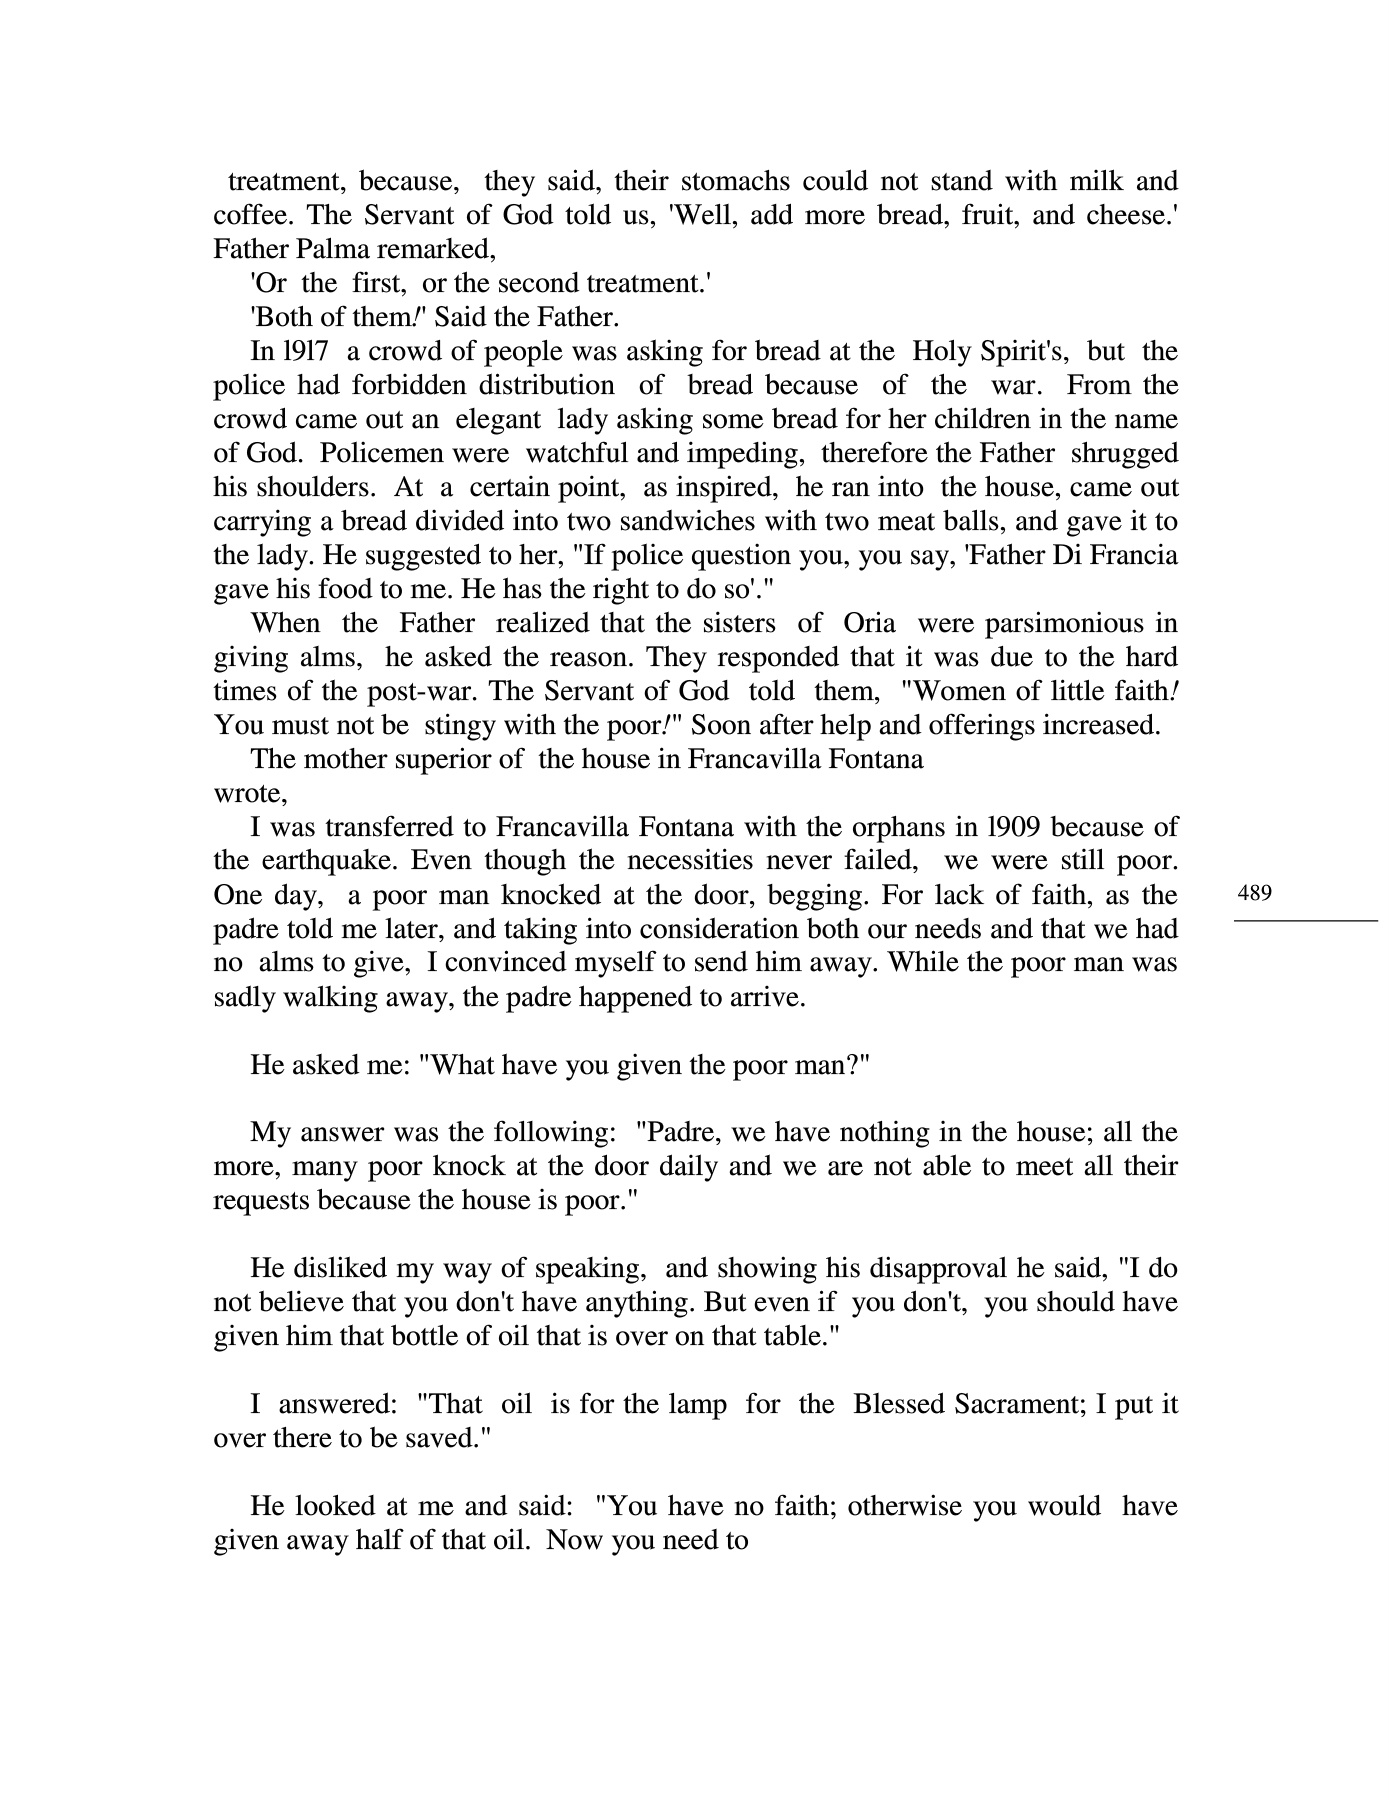 treatment, because, they said, their stomachs could not stand with milk and
coffee. The Servant of God told us, 'Well, add more bread, fruit, and cheese.'
Father Palma remarked,
'Or the first, or the second treatment.'
'Both of them!" Said the Father.
In 1917 a crowd of people was asking for bread at the Holy Spirit's, but the
police had forbidden distribution of bread because of the war. From the
crowd came out an elegant lady asking some bread for her children in the name
of God. Policemen were watchful and impeding, therefore the Father shrugged
his shoulders. At a certain point, as inspired, he ran into the house, came out
carrying a bread divided into two sandwiches with two meat balls, and gave it to
the lady. He suggested to her, "If police question you, you say, 'Father Di Francia
gave his food to me. He has the right to do so'."
When the Father realized that the sisters of Oria were parsimonious in
giving alms, he asked the reason. They responded that it was due to the hard
times of the post-war. The Servant of God told them, "Women of little faith!
You must not be stingy with the poor!" Soon after help and offerings increased.
The mother superior of the house in Francavilla Fontana
wrote,
I was transferred to Francavilla Fontana with the orphans in 1909 because of
the earthquake. Even though the necessities never failed, we were still poor.
One day, a poor man knocked at the door, begging. For lack of faith, as the
padre told me later, and taking into consideration both our needs and that we had
no alms to give, I convinced myself to send him away. While the poor man was
sadly walking away, the padre happened to arrive.
He asked me: "What have you given the poor man?"
My answer was the following: "Padre, we have nothing in the house; all the
more, many poor knock at the door daily and we are not able to meet all their
requests because the house is poor."
He disliked my way of speaking, and showing his disapproval he said, "I do
not believe that you don't have anything. But even if you don't, you should have
given him that bottle of oil that is over on that table."
I answered: "That oil is for the lamp for the Blessed Sacrament; I put it
over there to be saved."
He looked at me and said: "You have no faith; otherwise you would have
given away half of that oil. Now you need to
489